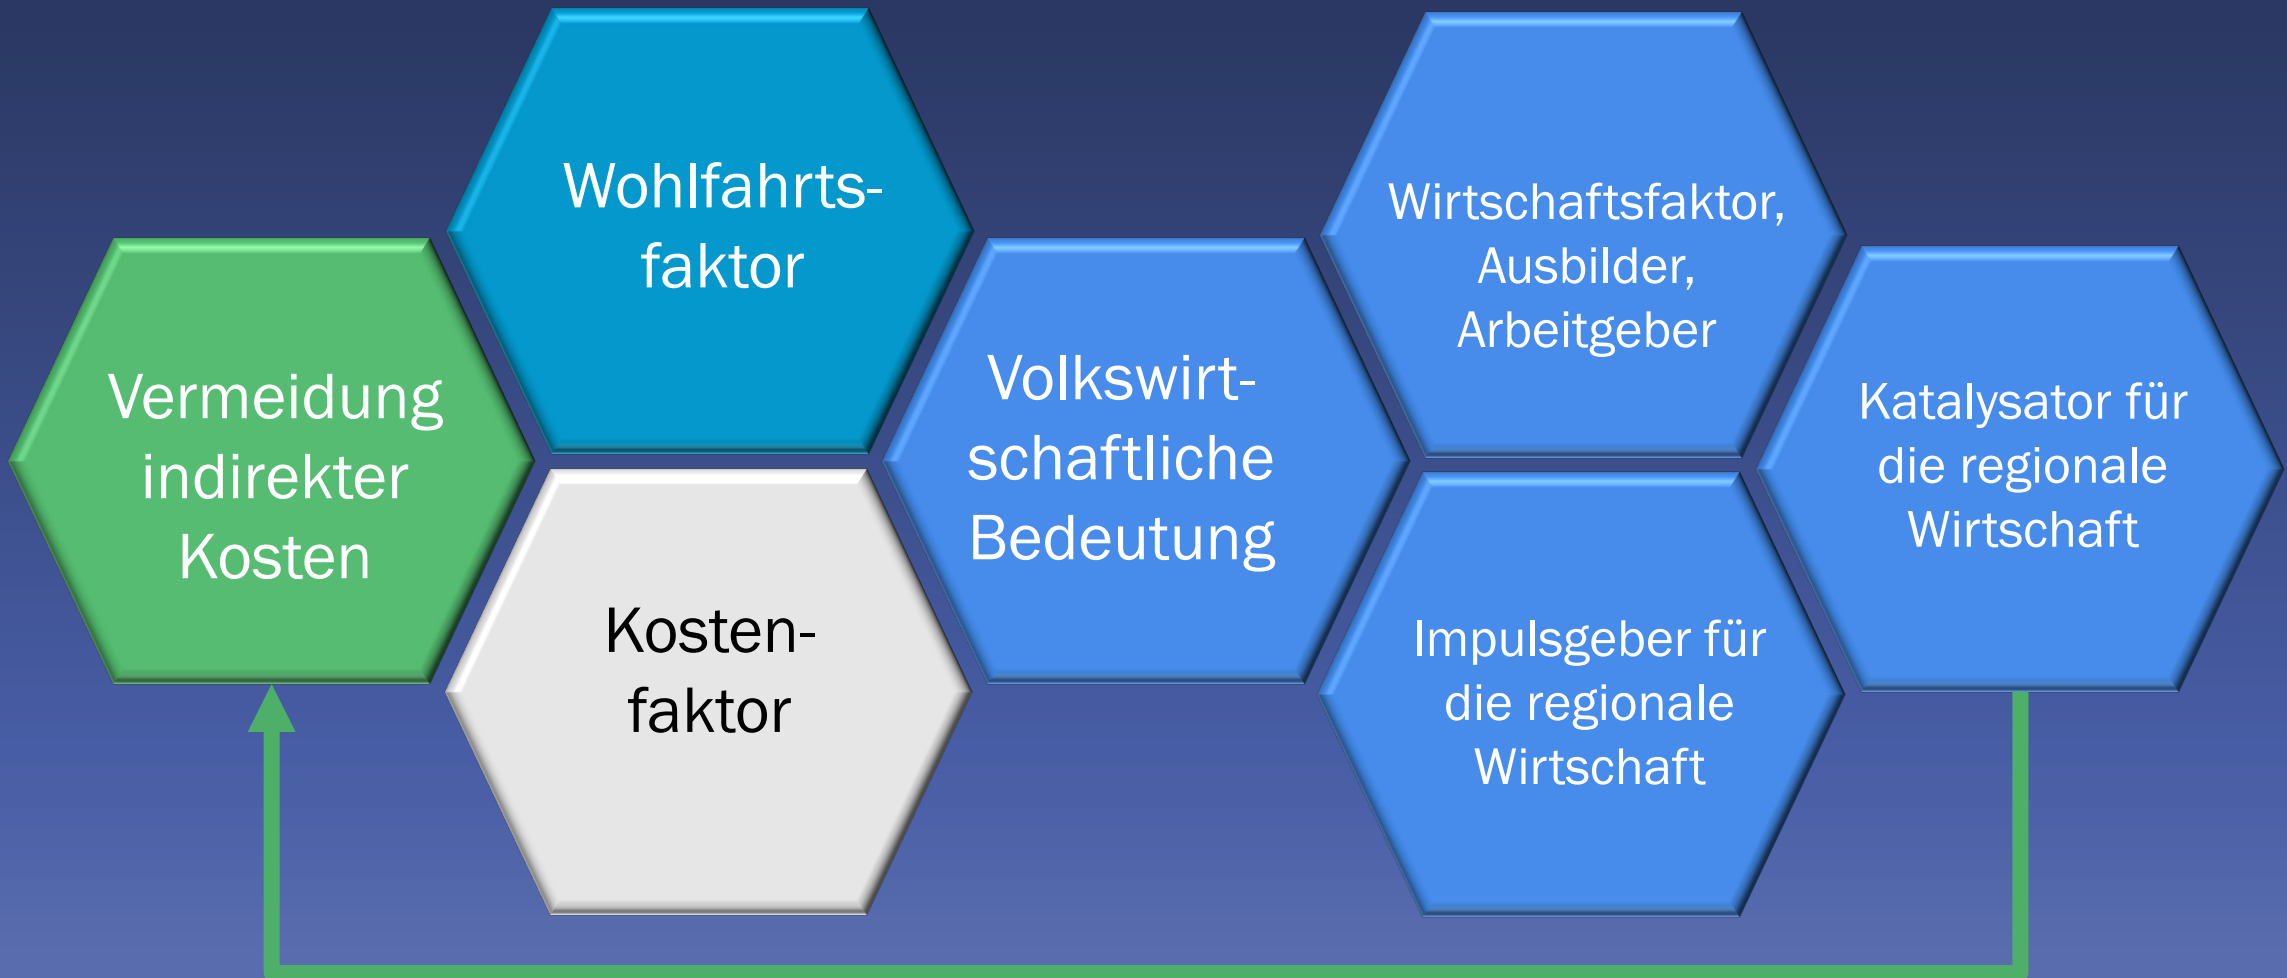 Vermeidung
indirekter
Kosten
Wohlfahrts-
faktor
Kosten-
faktor
Volkswirt-
schaftliche
Bedeutung
Wirtschaftsfaktor,
Ausbilder,
Arbeitgeber
Impulsgeber für
die regionale
Wirtschaft
Katalysator für
die regionale
Wirtschaft